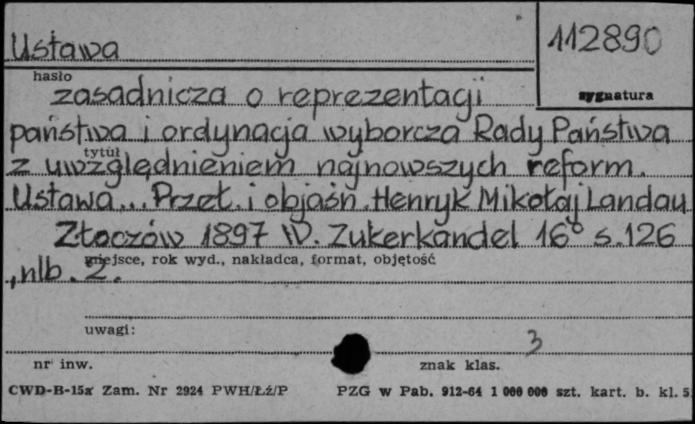 Ustawa
112890
hasło
sygnatura
zasadnicza o reprezentacji
państwa i ordynacja wyborcza Rady Państwa
tytuł
z uwzględnieniem najnowszych reform.
Ustawa... Przeł. i objaśn. Henryk Mikołaj Landau
Złoczów 1897 W. Zukerkandel 16° s. 126
miejsce, rok wyd., nakładca, format, objętość
, nlb. 2.
uwagi:
3
nr inw.
znak klas.
CWD-B-15a Zam. Nr 2924 PWH/Łź/P
PZG w Pab. 912-64 1 000 000 szt. kart. b. kl. 5